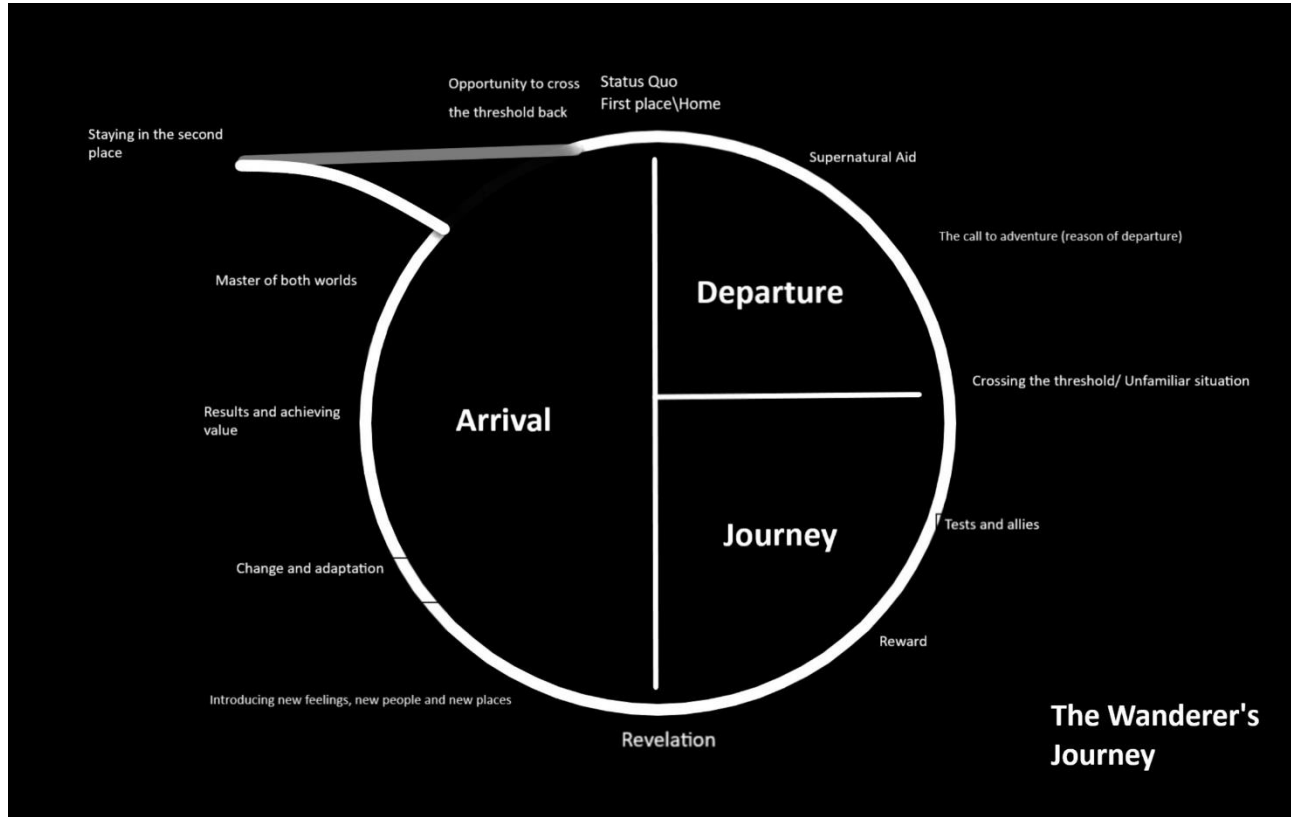 Opportunity to cross
the threshold back
Status Quo
First place\Home
Staying in the second
place
Supernatural Aid
The call to adventure (reason of departure)
Master of both worlds
Departure
Crossing the threshold/ Unfamiliar situation
Results and achieving
value
Arrival
Tests and allies
Journey
Change and adaptation
Reward
Introducing new feelings, new people and new places
Revelation
The Wanderer's
Journey